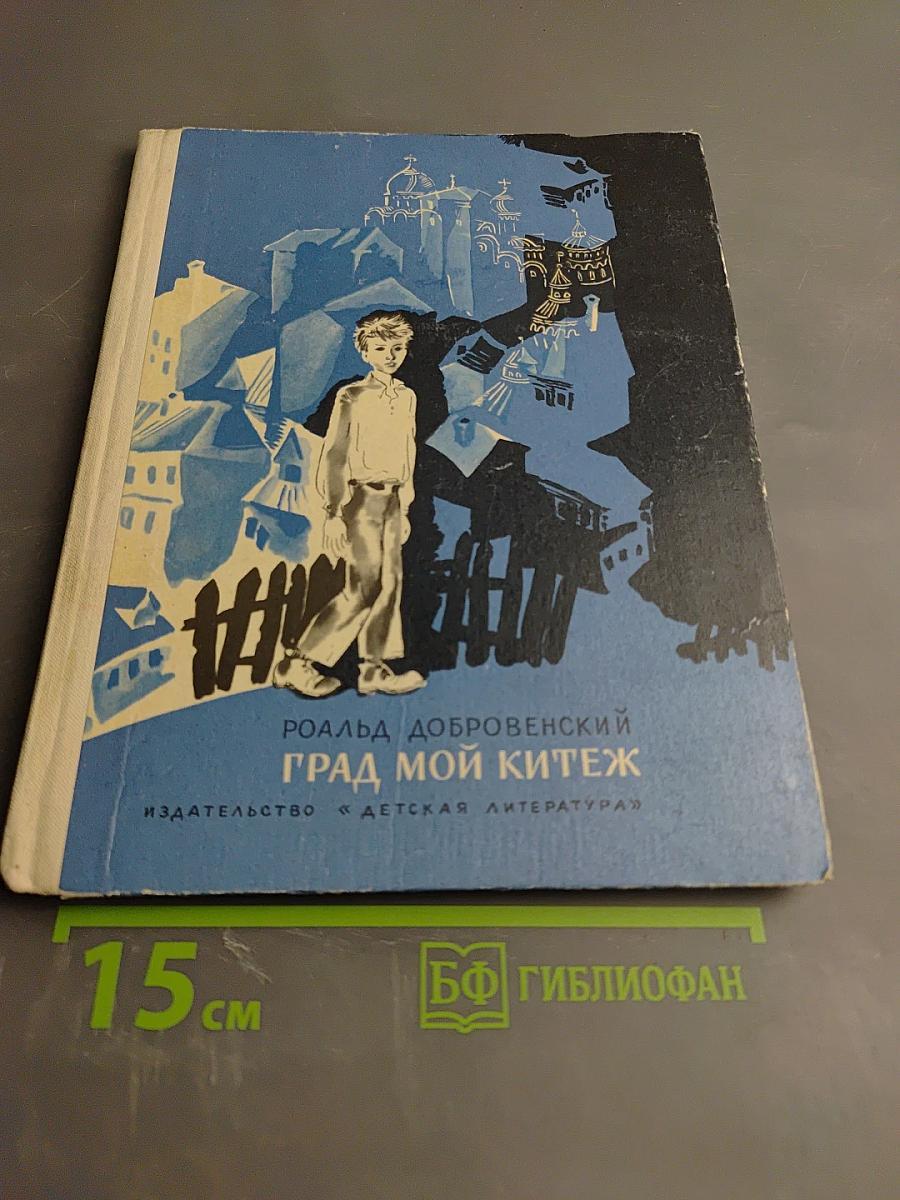 РОАЛЬД ДОБРОВЕНСКИЙ
ГРАД МОЙ КИТЕЖ
ИЗДАТЕЛЬСТВО «ДЕТСКАЯ ЛИТЕРАТУРА»
15 см
БФ ГИБЛИОФАН